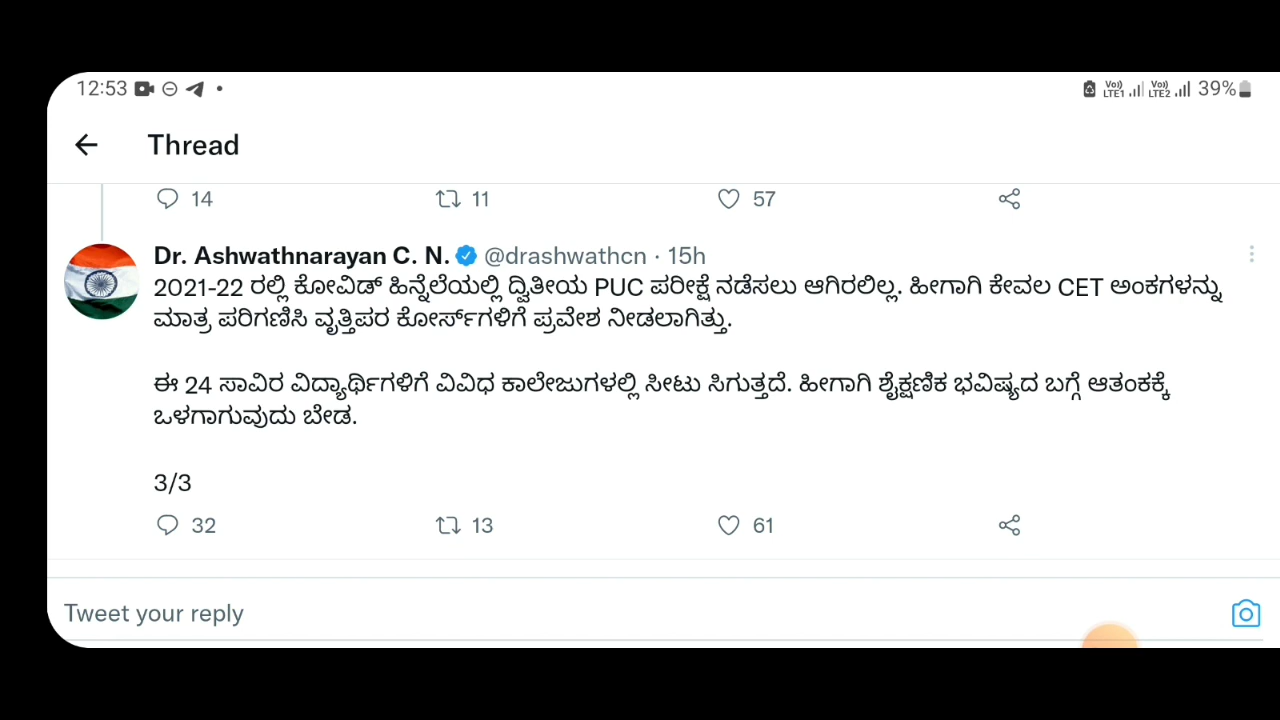 12:53 39%
VoLTE1 VoLTE2
Thread
14 11 57
Dr. Ashwathnarayan C. N. @drashwathcn · 15h
2021-22 ರಲ್ಲಿ ಕೋವಿಡ್ ಹಿನ್ನೆಲೆಯಲ್ಲಿ ದ್ವಿತೀಯ PUC ಪರೀಕ್ಷೆ ನಡೆಸಲು ಆಗಿರಲಿಲ್ಲ. ಹೀಗಾಗಿ ಕೇವಲ CET ಅಂಕಗಳನ್ನು
ಮಾತ್ರ ಪರಿಗಣಿಸಿ ವೃತ್ತಿಪರ ಕೋರ್ಸ್‌ಗಳಿಗೆ ಪ್ರವೇಶ ನೀಡಲಾಗಿತ್ತು.
ಈ 24 ಸಾವಿರ ವಿದ್ಯಾರ್ಥಿಗಳಿಗೆ ವಿವಿಧ ಕಾಲೇಜುಗಳಲ್ಲಿ ಸೀಟು ಸಿಗುತ್ತದೆ. ಹೀಗಾಗಿ ಶೈಕ್ಷಣಿಕ ಭವಿಷ್ಯದ ಬಗ್ಗೆ ಆತಂಕಕ್ಕೆ
ಒಳಗಾಗುವುದು ಬೇಡ.
3/3
32 13 61
Tweet your reply